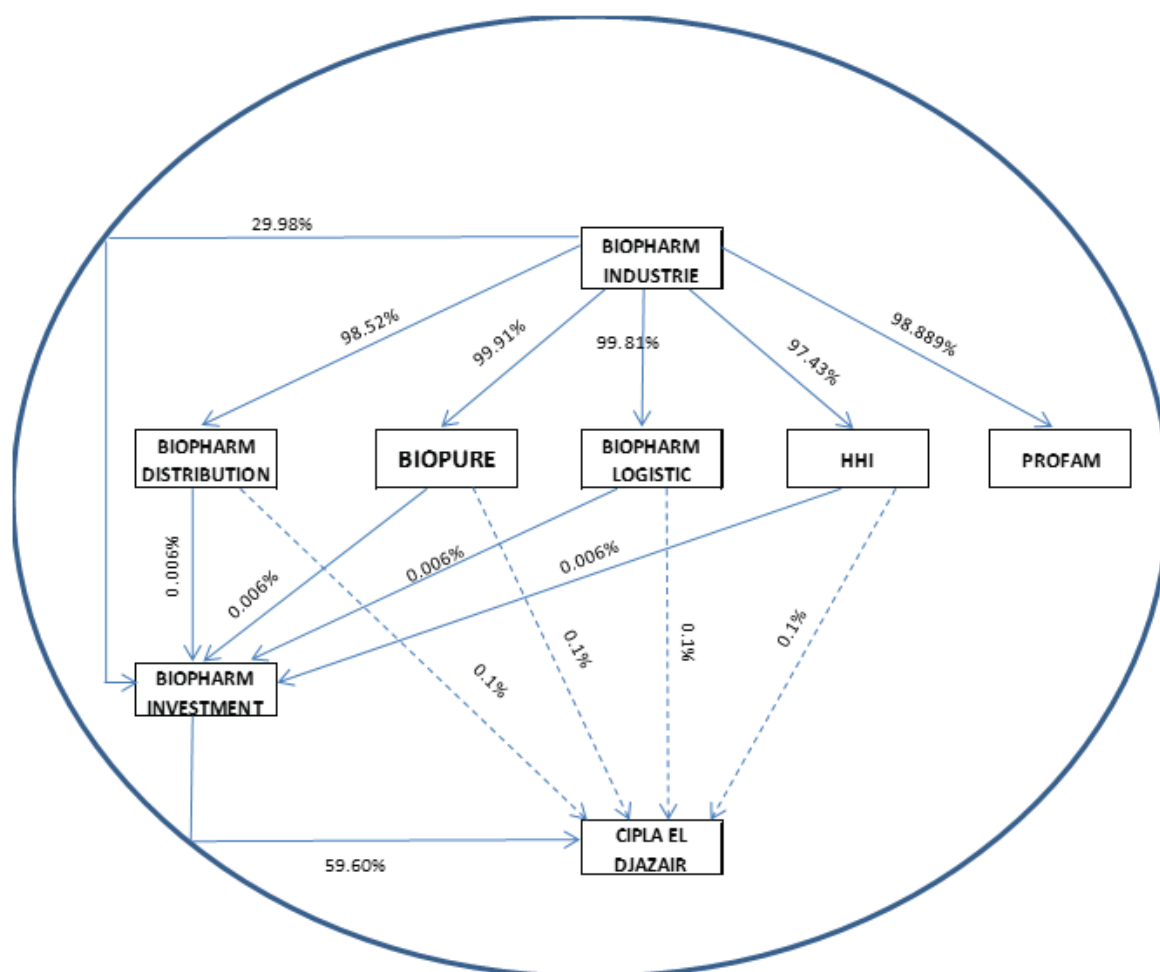 29.98%
BIOPHARM
INDUSTRIE
98.52%
99.91%
99.81%
97.43%
98.889%
BIOPHARM
DISTRIBUTION
BIOPURE
BIOPHARM
LOGISTIC
HHI
PROFAM
0.006%
0.006%
0.006%
0.006%
BIOPHARM
INVESTMENT
0.1%
0.1%
0.1%
0.1%
59.60%
CIPLA EL
DJAZAIR